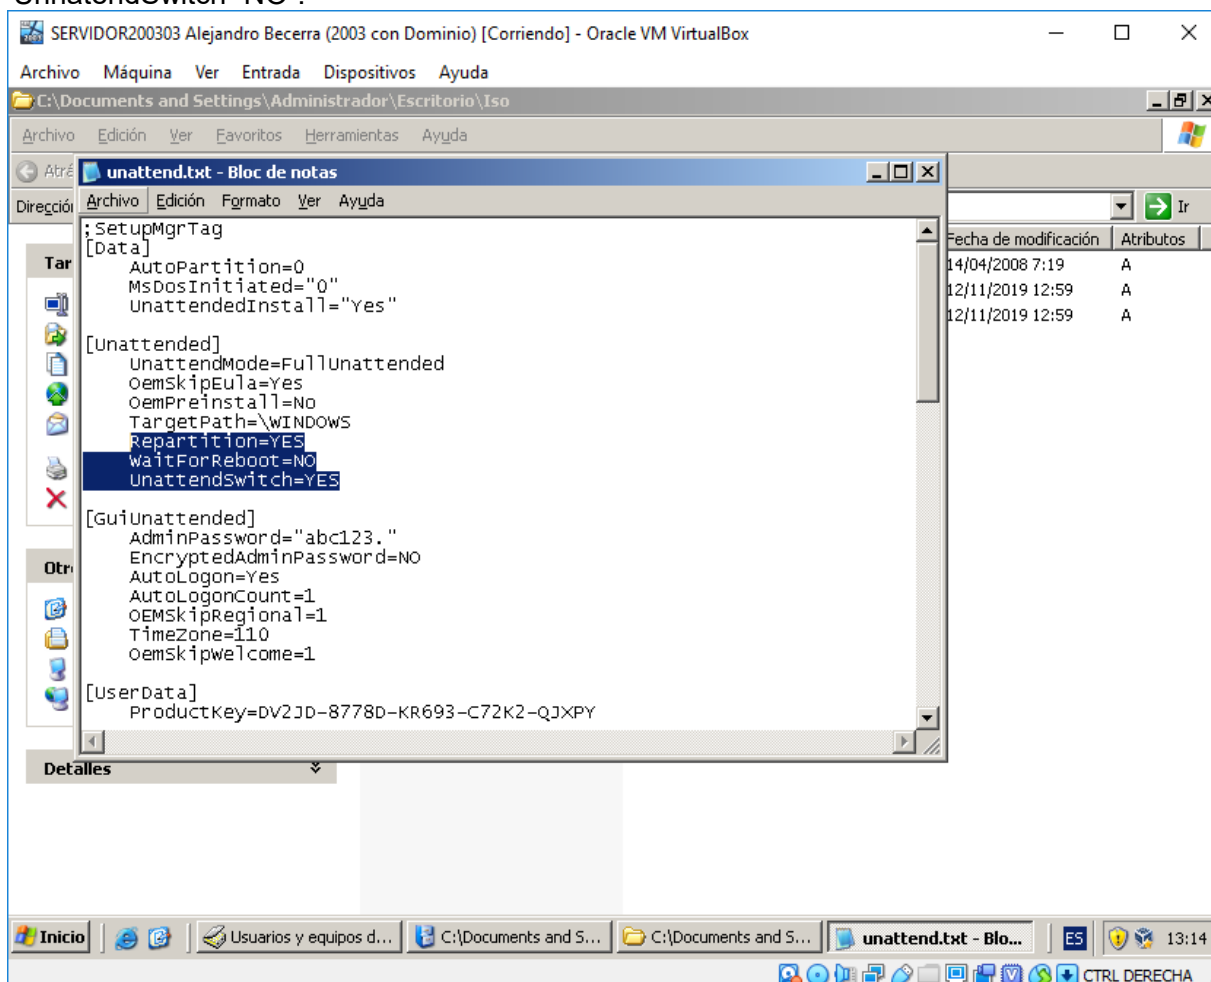 UnnatendSwitch "NO".
SERVIDOR200303 Alejandro Becerra (2003 con Dominio) [Corriendo] - Oracle VM VirtualBox
Archivo Máquina Ver Entrada Dispositivos Ayuda
C:\Documents and Settings\Administrador\Escritorio\Iso
Archivo Edición Ver Favoritos Herramientas Ayuda
Atrá
unattend.txt - Bloc de notas
Direcció
Archivo Edición Formato Ver Ayuda
Ir
;SetupMgrTag
[Data]
AutoPartition=0
MsDosInitiated="0"
UnattendedInstall="Yes"
[Unattended]
UnattendMode=FullUnattended
OemSkipEula=Yes
OemPreinstall=No
TargetPath=\WINDOWS
Repartition=YES
WaitForReboot=NO
UnattendSwitch=YES
[GuiUnattended]
AdminPassword="abc123."
EncryptedAdminPassword=NO
AutoLogon=Yes
AutoLogonCount=1
OEMSkipRegional=1
TimeZone=110
OemSkipWelcome=1
[UserData]
ProductKey=DV2JD-8778D-KR693-C72K2-QJXPY
Fecha de modificación Atributos
14/04/2008 7:19 A
12/11/2019 12:59 A
12/11/2019 12:59 A
Tar
Otr
Detalles
Inicio
Usuarios y equipos d...
C:\Documents and S...
C:\Documents and S...
unattend.txt - Blo...
ES
13:14
CTRL DERECHA